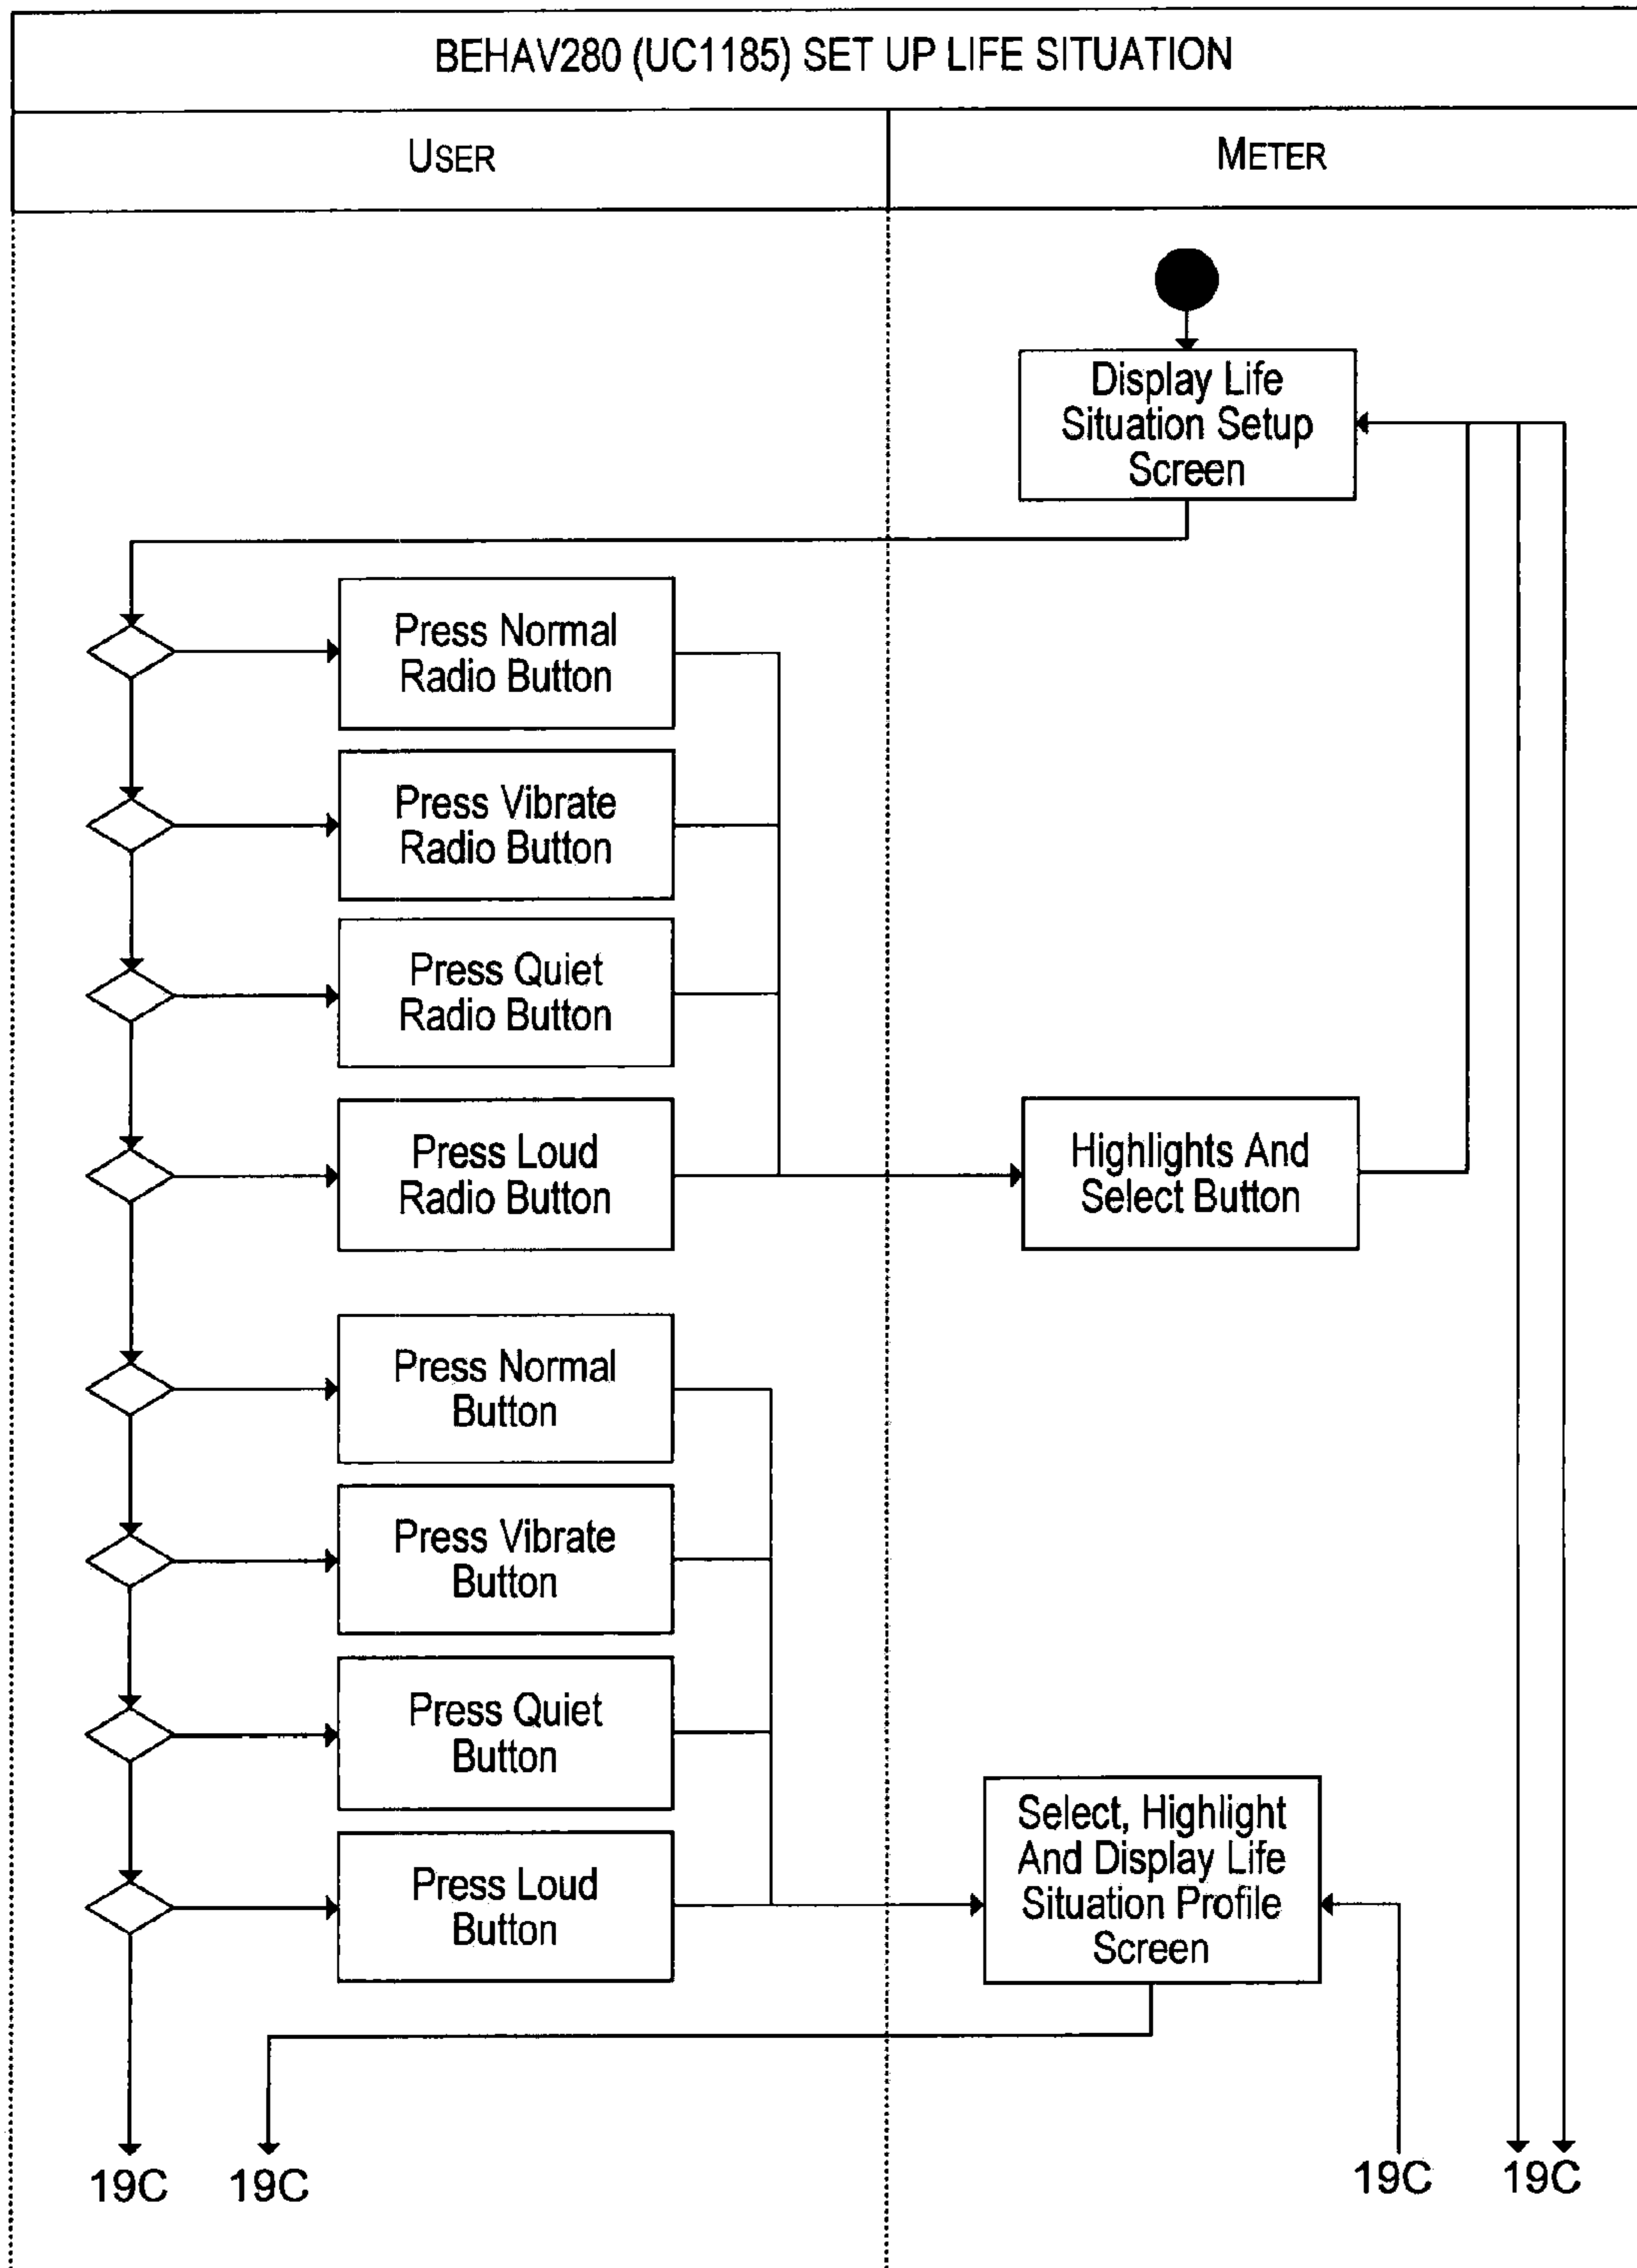 BEHAV280 (UC1185) SET UP LIFE SITUATION
USER
METER
Display Life
Situation Setup
Screen
Press Normal
Radio Button
Press Vibrate
Radio Button
Press Quiet
Radio Button
Press Loud
Radio Button
Highlights And
Select Button
Press Normal
Button
Press Vibrate
Button
Press Quiet
Button
Press Loud
Button
Select, Highlight
And Display Life
Situation Profile
Screen
19C
19C
19C
19C